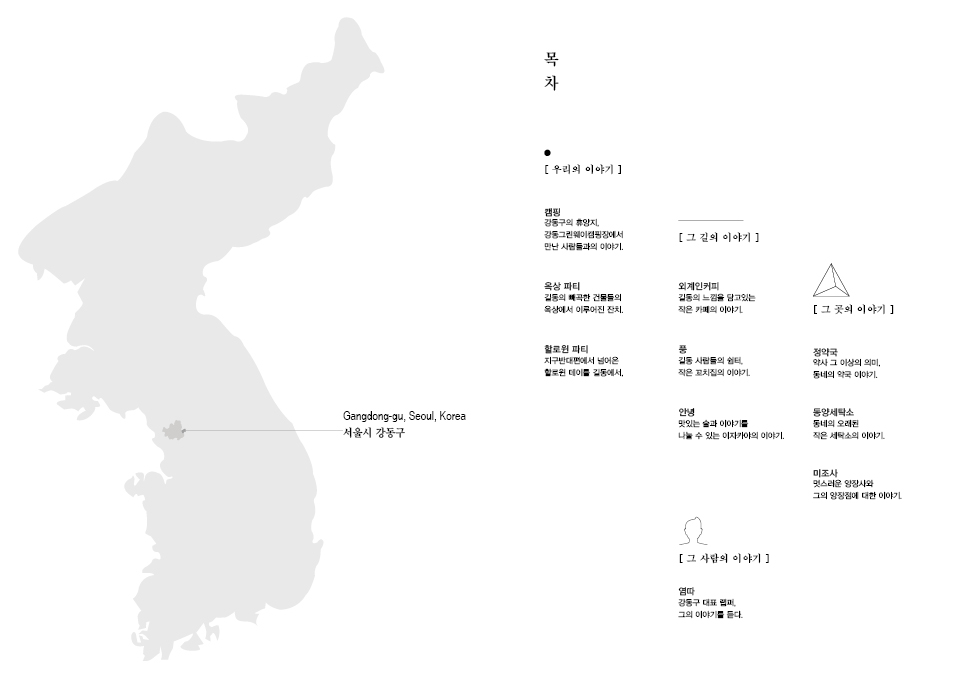 Gangdong-gu, Seoul, Korea
서울시 강동구
목
차
[ 우리의 이야기 ]
캠핑
강동구의 휴양지,
강동그린웨이캠핑장에서
만난 사람들과의 이야기.
옥상 파티
길동의 빼곡한 건물들의
옥상에서 이루어진 잔치.
할로윈 파티
지구반대편에서 넘어온
할로윈 데이를 길동에서.
[ 그 길의 이야기 ]
외계인커피
길동의 느낌을 담고있는
작은 카페의 이야기.
풍
길동 사람들의 쉼터,
작은 꼬치집의 이야기.
안녕
맛있는 술과 이야기를
나눌 수 있는 이자카야의 이야기.
[ 그 곳의 이야기 ]
정약국
약사 그 이상의 의미,
동네의 약국 이야기.
동양세탁소
동네의 오래된
작은 세탁소의 이야기.
미조사
멋스러운 양장사와
그의 양장점에 대한 이야기.
[ 그 사람의 이야기 ]
염따
강동구 대표 랩퍼,
그의 이야기를 듣다.